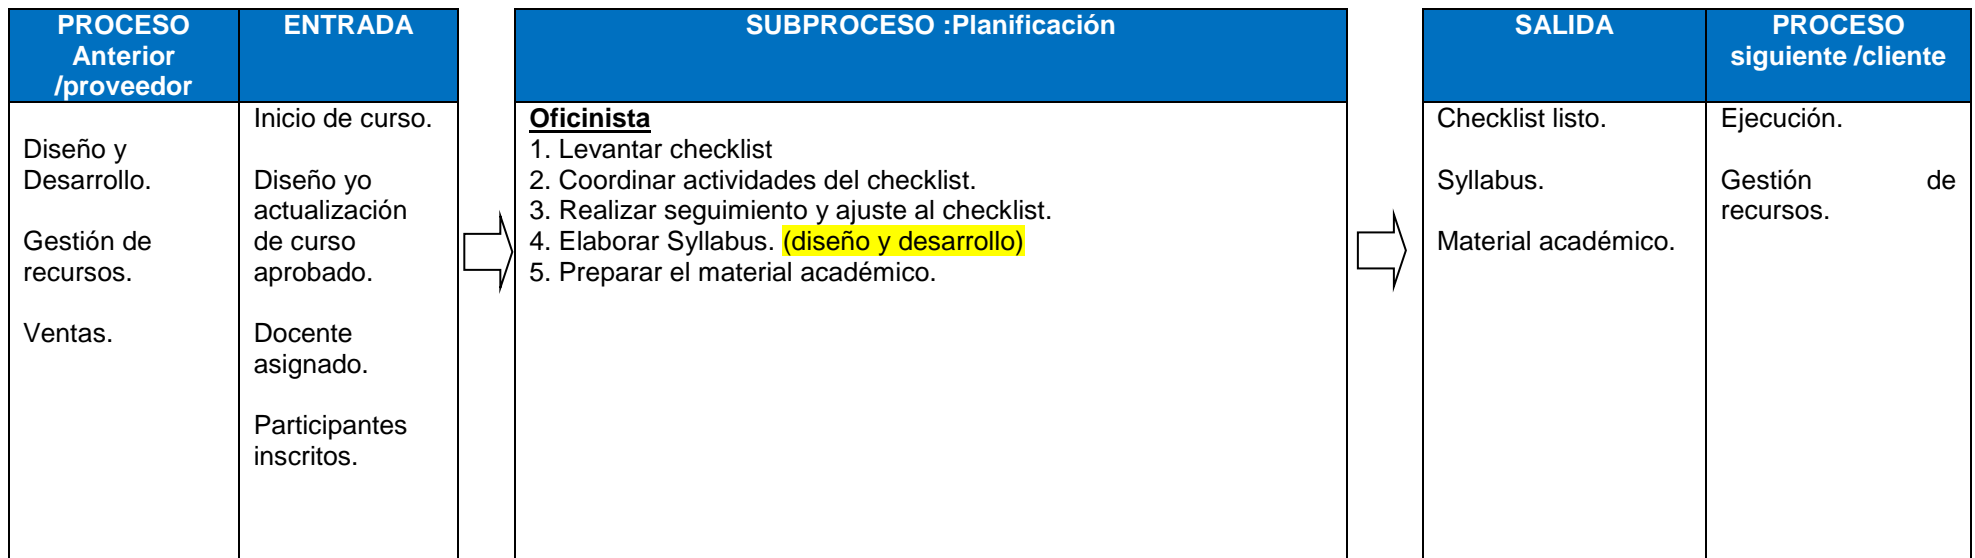 PROCESO
Anterior
/proveedor
ENTRADA
SUBPROCESO :Planificación
SALIDA
PROCESO
siguiente /cliente
Diseño y
Desarrollo.
Gestión de
recursos.
Ventas.
Inicio de curso.
Diseño yo
actualización
de curso
aprobado.
Docente
asignado.
Participantes
inscritos.
Oficinista
1. Levantar checklist
2. Coordinar actividades del checklist.
3. Realizar seguimiento y ajuste al checklist.
4. Elaborar Syllabus. (diseño y desarrollo)
5. Preparar el material académico.
Checklist listo.
Syllabus.
Material académico.
Ejecución.
Gestión de
recursos.